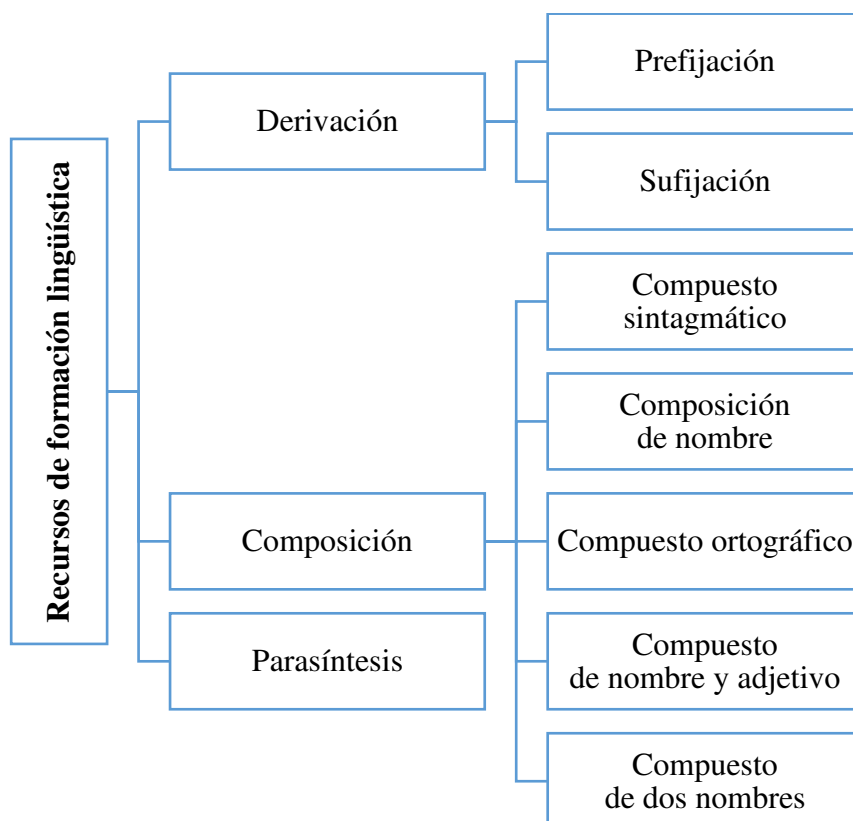 Recursos de formación lingüística
Derivación
Prefijación
Sufijación
Composición
Compuesto
sintagmático
Composición
de nombre
Compuesto ortográfico
Compuesto
de nombre y adjetivo
Compuesto
de dos nombres
Parasíntesis